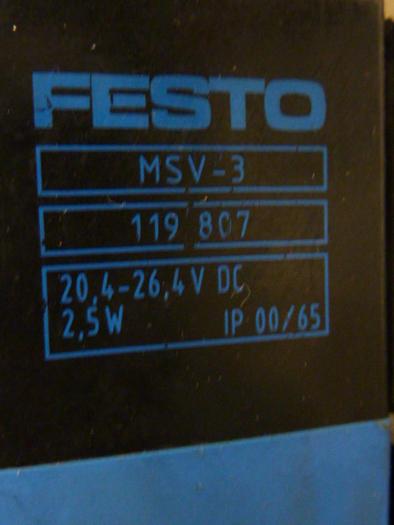 FESTO
MSV-3
119 807
20,4-26,4V DC
2,5W IP 00/65